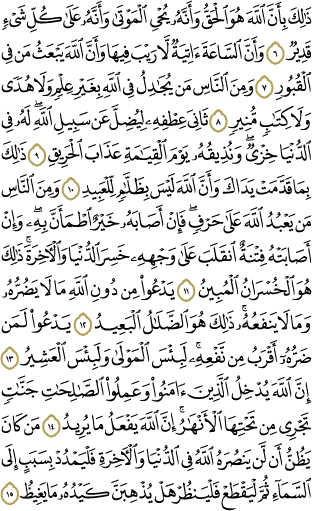 ذَٰلِكَ بِأَنَّ ٱللَّهَ هُوَ ٱلْحَقُّ وَأَنَّهُۥ يُحْىِ ٱلْمَوْتَىٰ وَأَنَّهُۥ عَلَىٰ كُلِّ شَىْءٍ
قَدِيرٌ ٦ وَأَنَّ ٱلسَّاعَةَ ءَاتِيَةٌ لَّا رَيْبَ فِيهَا وَأَنَّ ٱللَّهَ يَبْعَثُ مَن فِى
ٱلْقُبُورِ ٧ وَمِنَ ٱلنَّاسِ مَن يُجَٰدِلُ فِى ٱللَّهِ بِغَيْرِ عِلْمٍ وَلَا هُدًى
وَلَا كِتَٰبٍ مُّنِيرٍ ٨ ثَانِىَ عِطْفِهِۦ لِيُضِلَّ عَن سَبِيلِ ٱللَّهِ ۖ لَهُۥ فِى
ٱلدُّنْيَا خِزْىٌ ۖ وَنُذِيقُهُۥ يَوْمَ ٱلْقِيَٰمَةِ عَذَابَ ٱلْحَرِيقِ ٩ ذَٰلِكَ
بِمَا قَدَّمَتْ يَدَاكَ وَأَنَّ ٱللَّهَ لَيْسَ بِظَلَّٰمٍ لِّلْعَبِيدِ ١٠ وَمِنَ ٱلنَّاسِ
مَن يَعْبُدُ ٱللَّهَ عَلَىٰ حَرْفٍ ۖ فَإِنْ أَصَابَهُۥ خَيْرٌ ٱطْمَأَنَّ بِهِۦ ۖ وَإِنْ
أَصَابَتْهُ فِتْنَةٌ ٱنقَلَبَ عَلَىٰ وَجْهِهِۦ خَسِرَ ٱلدُّنْيَا وَٱلْءَاخِرَةَ ۚ ذَٰلِكَ
هُوَ ٱلْخُسْرَانُ ٱلْمُبِينُ ١١ يَدْعُوا۟ مِن دُونِ ٱللَّهِ مَا لَا يَضُرُّهُۥ
وَمَا لَا يَنفَعُهُۥ ۚ ذَٰلِكَ هُوَ ٱلضَّلَٰلُ ٱلْبَعِيدُ ١٢ يَدْعُوا۟ لَمَن
ضَرُّهُۥٓ أَقْرَبُ مِن نَّفْعِهِۦ ۚ لَبِئْسَ ٱلْمَوْلَىٰ وَلَبِئْسَ ٱلْعَشِيرُ ١٣
إِنَّ ٱللَّهَ يُدْخِلُ ٱلَّذِينَ ءَامَنُوا۟ وَعَمِلُوا۟ ٱلصَّٰلِحَٰتِ جَنَّٰتٍ
تَجْرِى مِن تَحْتِهَا ٱلْأَنْهَٰرُ ۚ إِنَّ ٱللَّهَ يَفْعَلُ مَا يُرِيدُ ١٤ مَن كَانَ
يَظُنُّ أَن لَّن يَنصُرَهُ ٱللَّهُ فِى ٱلدُّنْيَا وَٱلْءَاخِرَةِ فَلْيَمْدُدْ بِسَبَبٍ إِلَى
ٱلسَّمَآءِ ثُمَّ لْيَقْطَعْ فَلْيَنظُرْ هَلْ يُذْهِبَنَّ كَيْدُهُۥ مَا يَغِيظُ ١٥